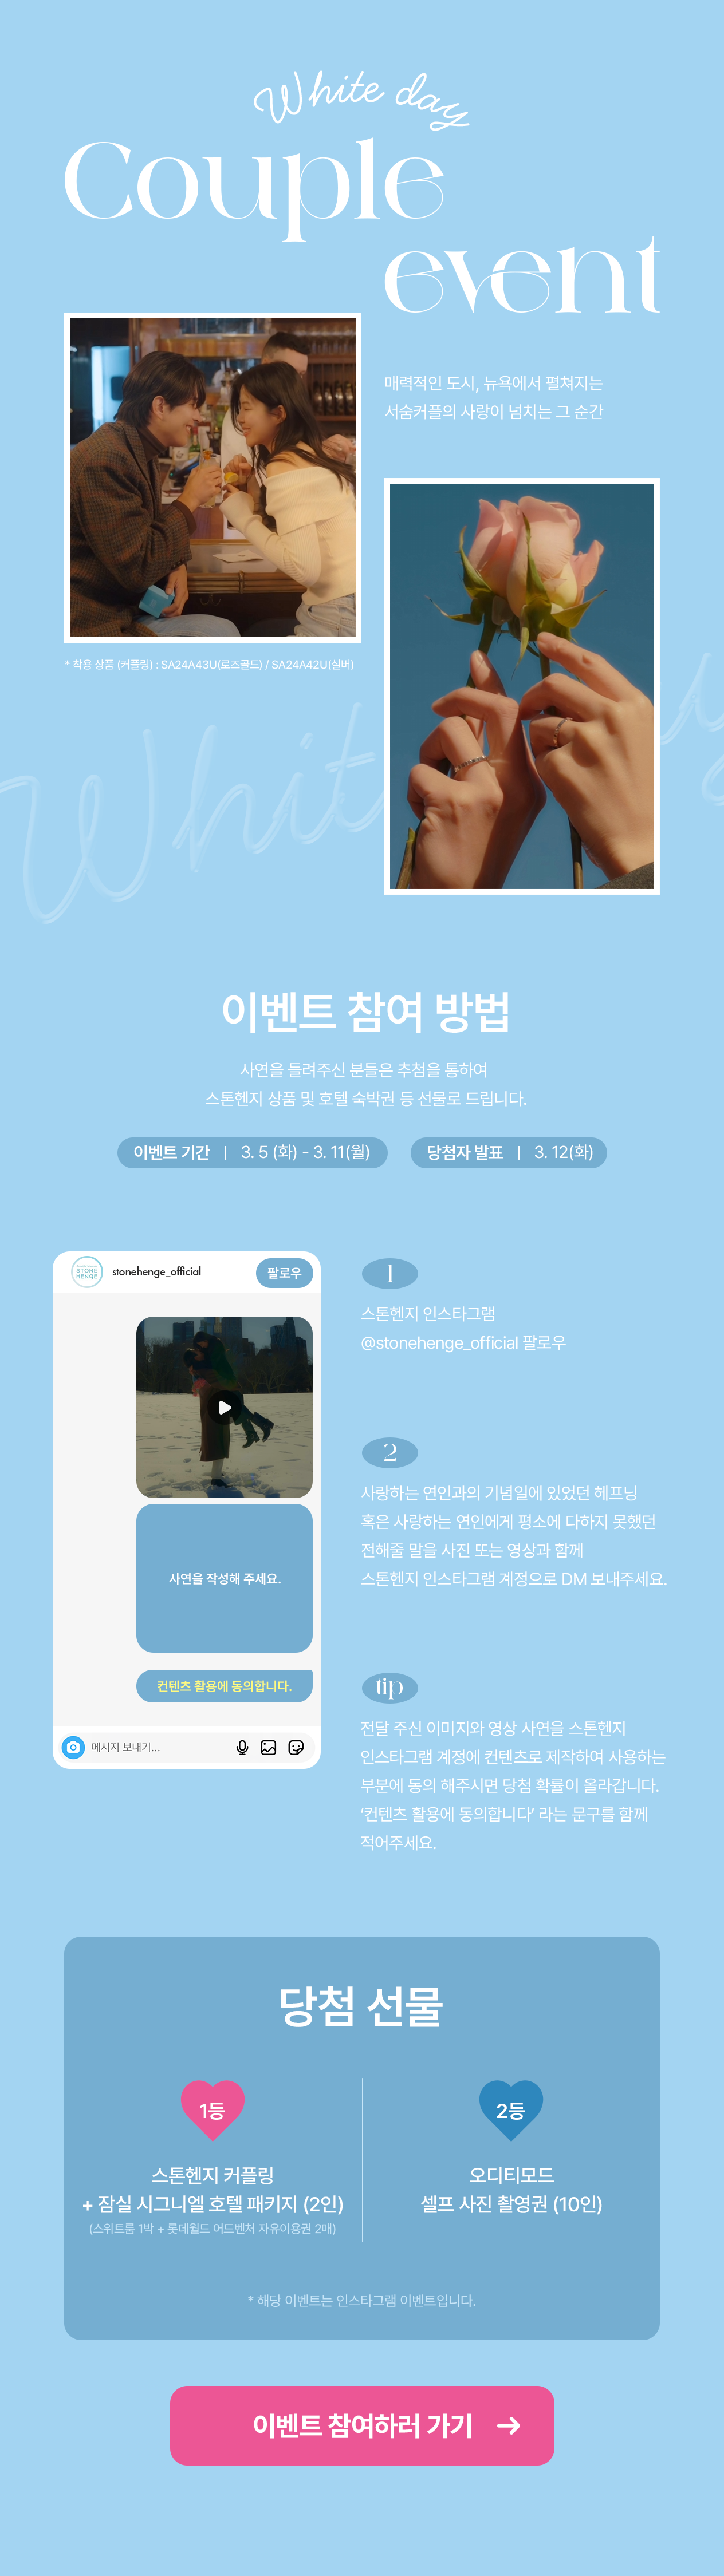 White day
Couple
event
매력적인 도시, 뉴욕에서 펼쳐지는
서숨커플의 사랑이 넘치는 그 순간
* 착용 상품 (커플링) : SA24A43U(로즈골드) / SA24A42U(실버)
Whit
y
이벤트 참여 방법
사연을 들려주신 분들은 추첨을 통하여
스톤헨지 상품 및 호텔 숙박권 등 선물로 드립니다.
이벤트 기간 | 3. 5 (화) - 3. 11(월)
당첨자 발표 | 3. 12(화)
STONE
HENGE
stonehenge_official
팔로우
사연을 작성해 주세요.
컨텐츠 활용에 동의합니다.
메시지 보내기...
1
스톤헨지 인스타그램
@stonehenge_official 팔로우
2
사랑하는 연인과의 기념일에 있었던 헤프닝
혹은 사랑하는 연인에게 평소에 다하지 못했던
전해줄 말을 사진 또는 영상과 함께
스톤헨지 인스타그램 계정으로 DM 보내주세요.
tip
전달 주신 이미지와 영상 사연을 스톤헨지
인스타그램 계정에 컨텐츠로 제작하여 사용하는
부분에 동의 해주시면 당첨 확률이 올라갑니다.
‘컨텐츠 활용에 동의합니다’ 라는 문구를 함께
적어주세요.
당첨 선물
1등
스톤헨지 커플링
+ 잠실 시그니엘 호텔 패키지 (2인)
(스위트룸 1박 + 롯데월드 어드벤처 자유이용권 2매)
2등
오디티모드
셀프 사진 촬영권 (10인)
* 해당 이벤트는 인스타그램 이벤트입니다.
이벤트 참여하러 가기 →